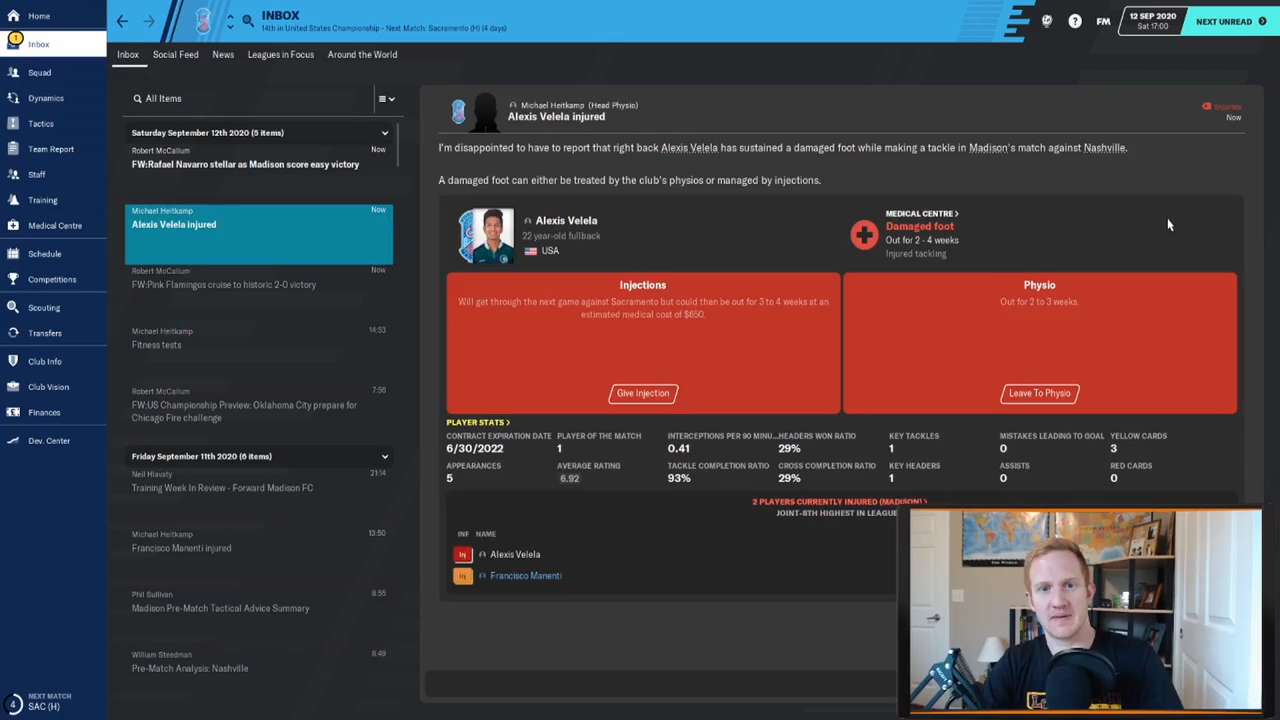 Home
INBOX
14th in United States Championship - Next Match: Sacramento (H) (4 days)
FM
12 SEP 2020
Sat 17:00
NEXT UNREAD
1
Inbox
Squad
Dynamics
Tactics
Team Report
Staff
Training
Medical Centre
Schedule
Competitions
Scouting
Transfers
Club Info
Club Vision
Finances
Dev. Center
4
NEXT MATCH
SAC (H)
Inbox
Social Feed
News
Leagues in Focus
Around the World
All Items
Saturday September 12th 2020 (5 items)
Robert McCallum
Now
FW:Rafael Navarro stellar as Madison score easy victory
Michael Heitkamp
Now
Alexis Velela injured
Robert McCallum
Now
FW:Pink Flamingos cruise to historic 2-0 victory
Michael Heitkamp
14:53
Fitness tests
Robert McCallum
7:56
FW:US Championship Preview: Oklahoma City prepare for
Chicago Fire challenge
Friday September 11th 2020 (6 items)
Neil Hlavaty
21:14
Training Week In Review - Forward Madison FC
Michael Heitkamp
13:50
Francisco Manenti injured
Phil Sullivan
8:55
Madison Pre-Match Tactical Advice Summary
William Steedman
8:49
Pre-Match Analysis: Nashville
Michael Heitkamp (Head Physio)
Alexis Velela injured
Injuries
Now
I'm disappointed to have to report that right back Alexis Velela has sustained a damaged foot while making a tackle in Madison's match against Nashville.
A damaged foot can either be treated by the club's physios or managed by injections.
Alexis Velela
22 year-old fullback
USA
MEDICAL CENTRE >
Damaged foot
Out for 2 - 4 weeks
Injured tackling
Injections
Will get through the next game against Sacramento but could then be out for 3 to 4 weeks at an
estimated medical cost of $650.
Give Injection
Physio
Out for 2 to 3 weeks.
Leave To Physio
PLAYER STATS >
CONTRACT EXPIRATION DATE
6/30/2022
PLAYER OF THE MATCH
1
INTERCEPTIONS PER 90 MINU...
0.41
HEADERS WON RATIO
29%
KEY TACKLES
1
MISTAKES LEADING TO GOAL
0
YELLOW CARDS
3
APPEARANCES
5
AVERAGE RATING
6.92
TACKLE COMPLETION RATIO
93%
CROSS COMPLETION RATIO
29%
KEY HEADERS
1
ASSISTS
0
RED CARDS
0
2 PLAYERS CURRENTLY INJURED (MADISON) >
JOINT-8TH HIGHEST IN LEAGUE
INF
NAME
Inj
Alexis Velela
Inj
Francisco Manenti